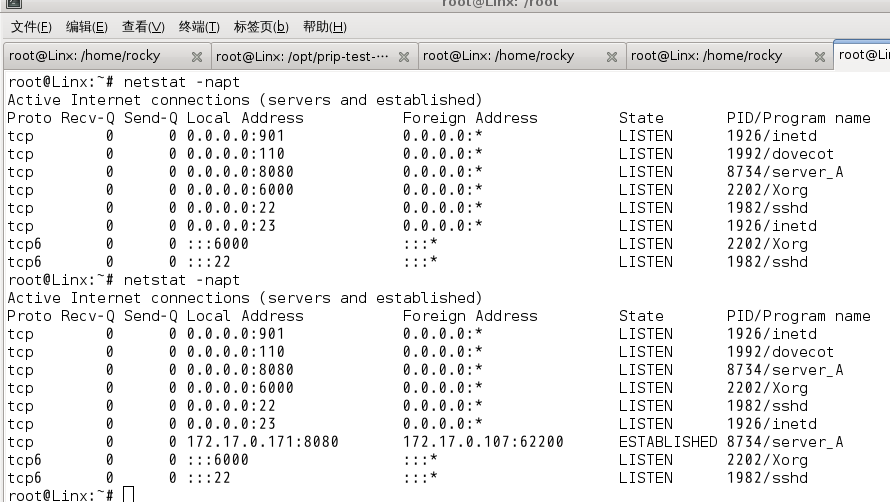 root@Linx: /root
文件(F) 编辑(E) 查看(V) 终端(T) 标签页(b) 帮助(H)
root@Linx: /home/rocky root@Linx: /opt/prip-test-… root@Linx: /home/rocky root@Linx: /home/rocky root@Li
root@Linx:~# netstat -napt
Active Internet connections (servers and established)
Proto Recv-Q Send-Q Local Address Foreign Address State PID/Program name
tcp 0 0 0.0.0.0:901 0.0.0.0:* LISTEN 1926/inetd
tcp 0 0 0.0.0.0:110 0.0.0.0:* LISTEN 1992/dovecot
tcp 0 0 0.0.0.0:8080 0.0.0.0:* LISTEN 8734/server_A
tcp 0 0 0.0.0.0:6000 0.0.0.0:* LISTEN 2202/Xorg
tcp 0 0 0.0.0.0:22 0.0.0.0:* LISTEN 1982/sshd
tcp 0 0 0.0.0.0:23 0.0.0.0:* LISTEN 1926/inetd
tcp6 0 0 :::6000 :::* LISTEN 2202/Xorg
tcp6 0 0 :::22 :::* LISTEN 1982/sshd
root@Linx:~# netstat -napt
Active Internet connections (servers and established)
Proto Recv-Q Send-Q Local Address Foreign Address State PID/Program name
tcp 0 0 0.0.0.0:901 0.0.0.0:* LISTEN 1926/inetd
tcp 0 0 0.0.0.0:110 0.0.0.0:* LISTEN 1992/dovecot
tcp 0 0 0.0.0.0:8080 0.0.0.0:* LISTEN 8734/server_A
tcp 0 0 0.0.0.0:6000 0.0.0.0:* LISTEN 2202/Xorg
tcp 0 0 0.0.0.0:22 0.0.0.0:* LISTEN 1982/sshd
tcp 0 0 0.0.0.0:23 0.0.0.0:* LISTEN 1926/inetd
tcp 0 0 172.17.0.171:8080 172.17.0.107:62200 ESTABLISHED 8734/server_A
tcp6 0 0 :::6000 :::* LISTEN 2202/Xorg
tcp6 0 0 :::22 :::* LISTEN 1982/sshd
root@Linx:~#